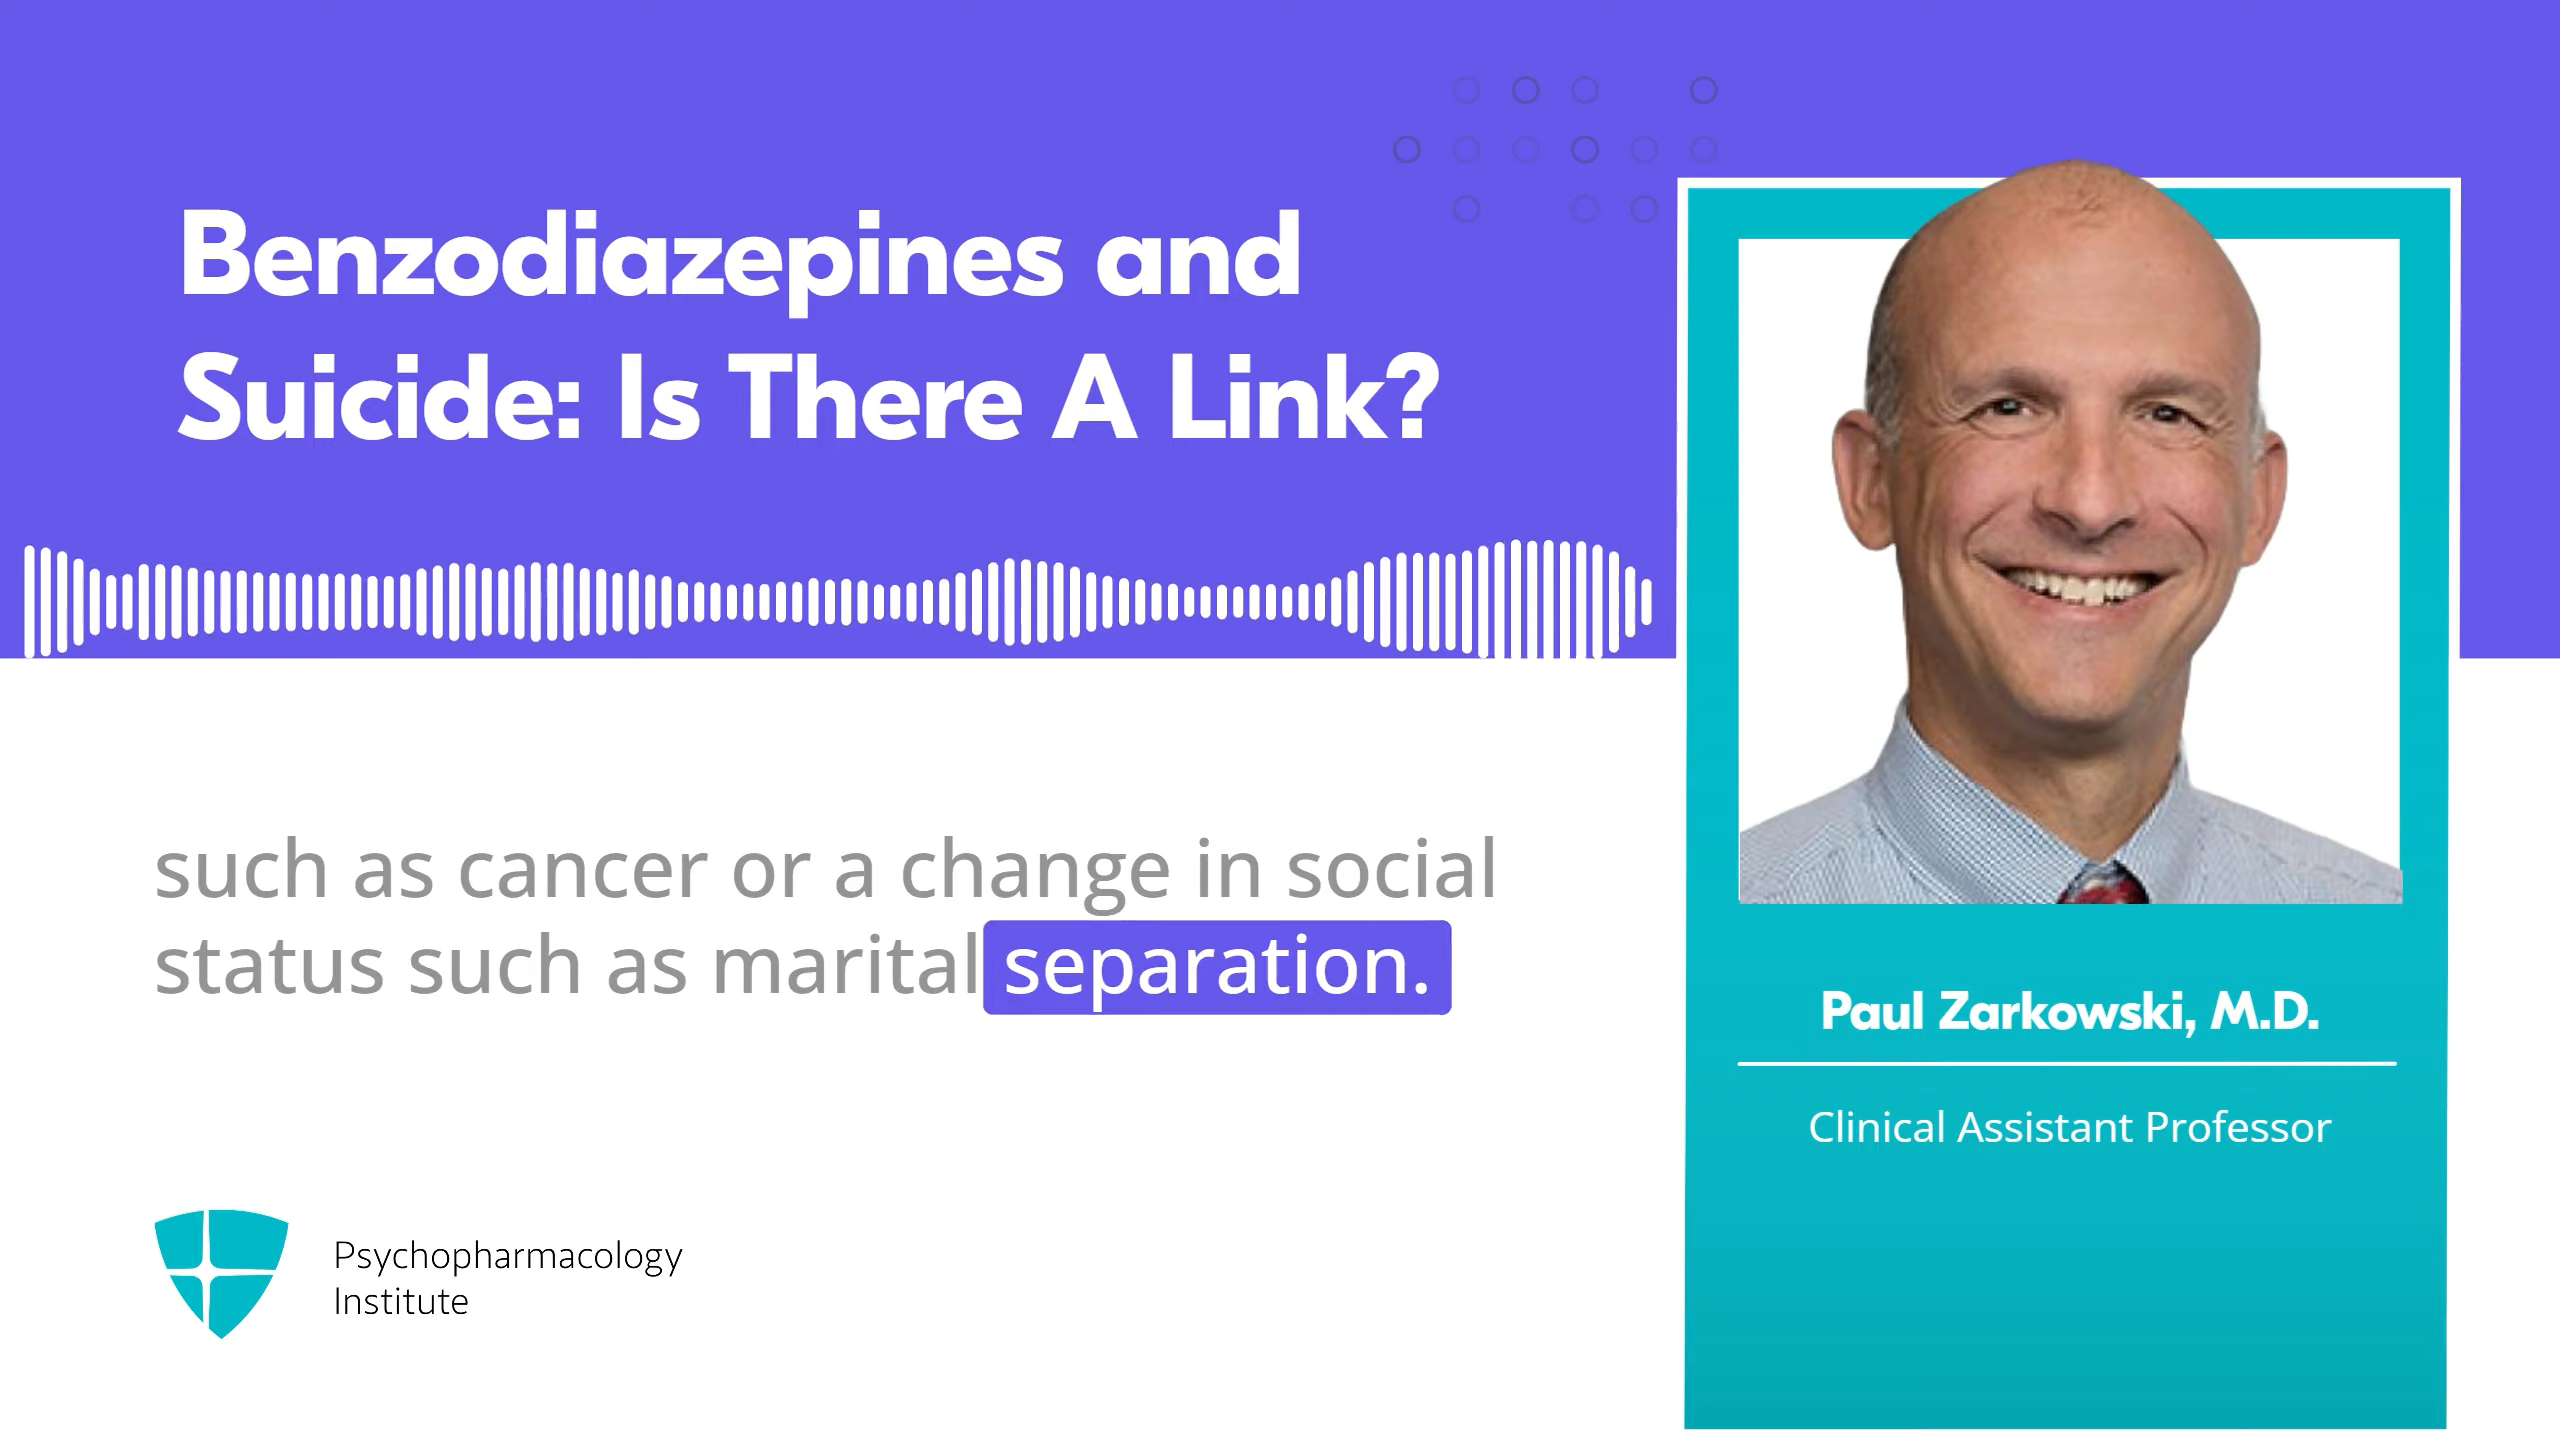 Benzodiazepines and
Suicide: Is There A Link?
such as cancer or a change in social
status such as marital separation.
Paul Zarkowski, M.D.
Clinical Assistant Professor
Psychopharmacology
Institute